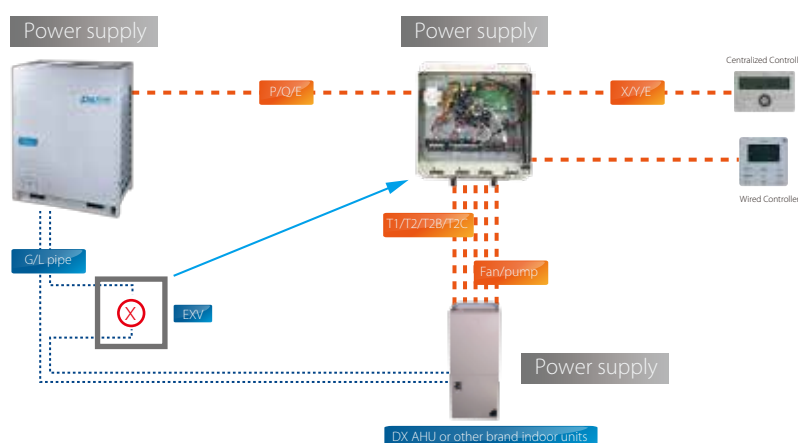 Power supply
Power supply
Centralized Control
P/Q/E
X/Y/E
Wired Controller
T1/T2/T2B/T2C
G/L pipe
Fan/pump
X
EXV
Power supply
DX AHU or other brand indoor units